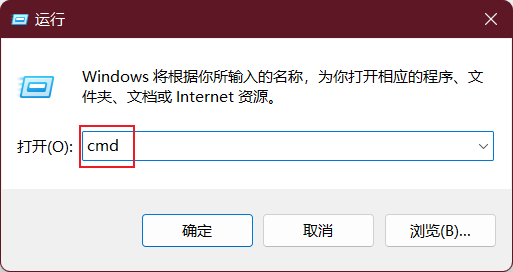 运行
Windows 将根据你所输入的名称，为你打开相应的程序、文
件夹、文档或 Internet 资源。
打开(O): cmd
确定 取消 浏览(B)...